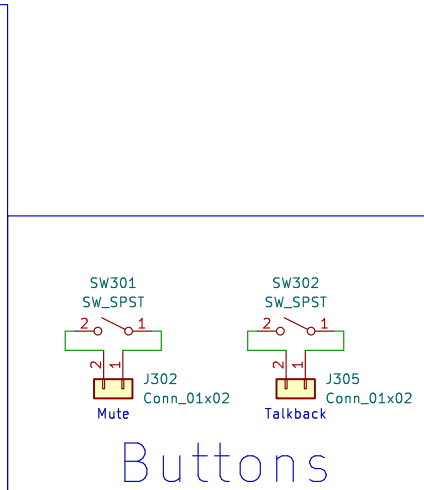 SW301
SW_SPST
2 1
2 1
J302
Conn_01x02
Mute
SW302
SW_SPST
2 1
2 1
J305
Conn_01x02
Talkback
Buttons